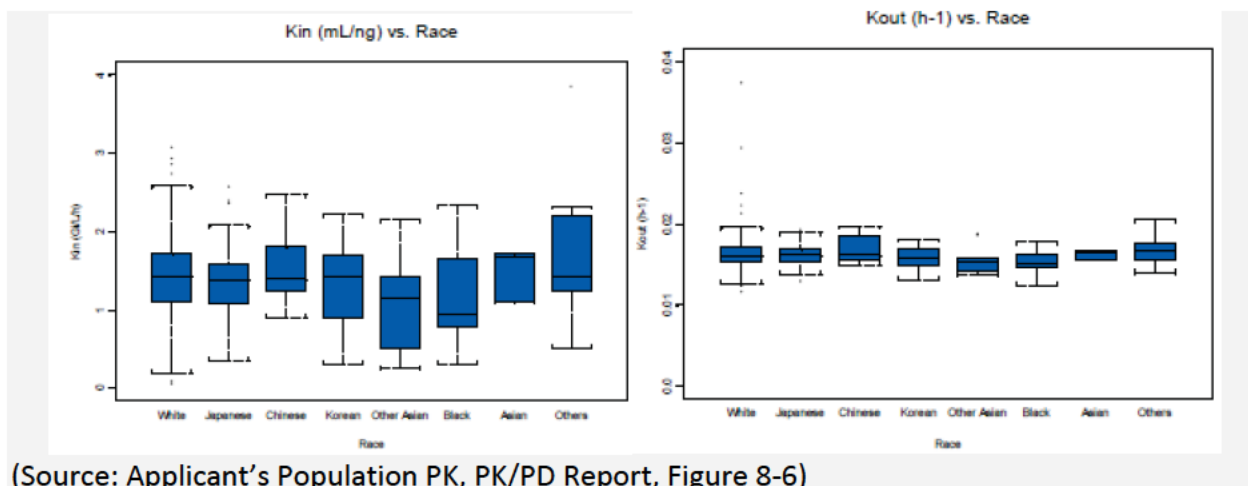 Kin (mL/ng) vs. Race
4
3
2
1
0
Kin (GI/L/h)
White Japanese Chinese Korean Other Asian Black Asian Others
Race
Kout (h-1) vs. Race
0.04
0.03
0.02
0.01
0.0
Kout (h-1)
White Japanese Chinese Korean Other Asian Black Asian Others
Race
(Source: Applicant's Population PK, PK/PD Report, Figure 8-6)